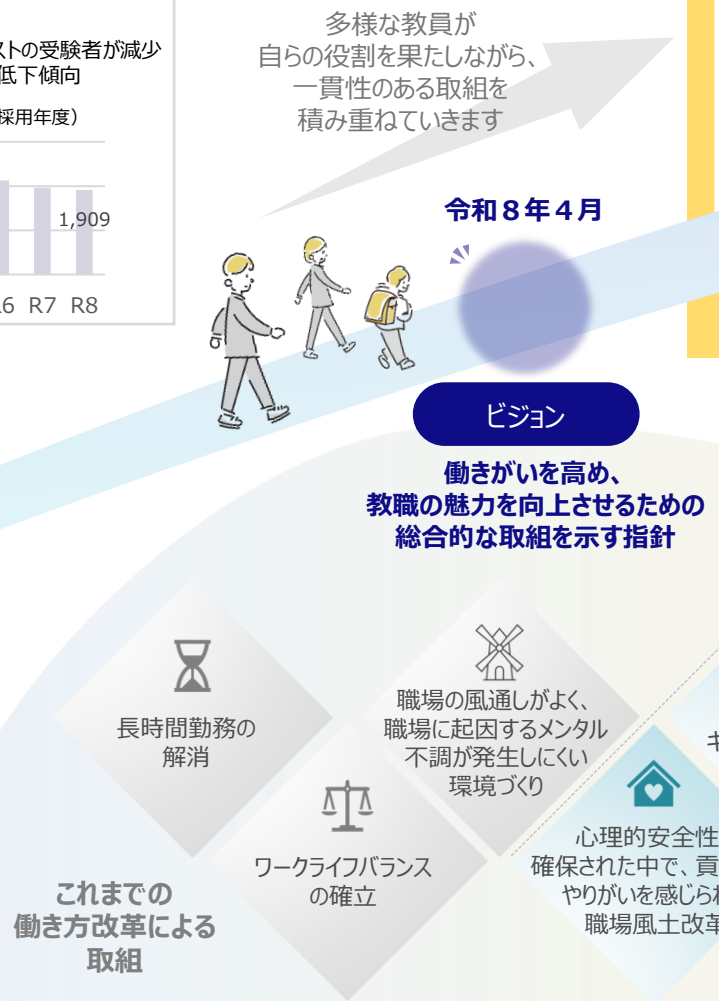 トの受験者が減少
低下傾向
採用年度）
1,909
6 R7 R8
多様な教員が
自らの役割を果たしながら、
一貫性のある取組を
積み重ねていきます
令和８年４月
ビジョン
働きがいを高め、
教職の魅力を向上させるための
総合的な取組を示す指針
長時間勤務の
解消
職場の風通しがよく、
職場に起因するメンタル
不調が発生しにくい
環境づくり
ワークライフバランス
の確立
心理的安全性
確保された中で、貢
やりがいを感じら
職場風土改革
これまでの
働き方改革による
取組